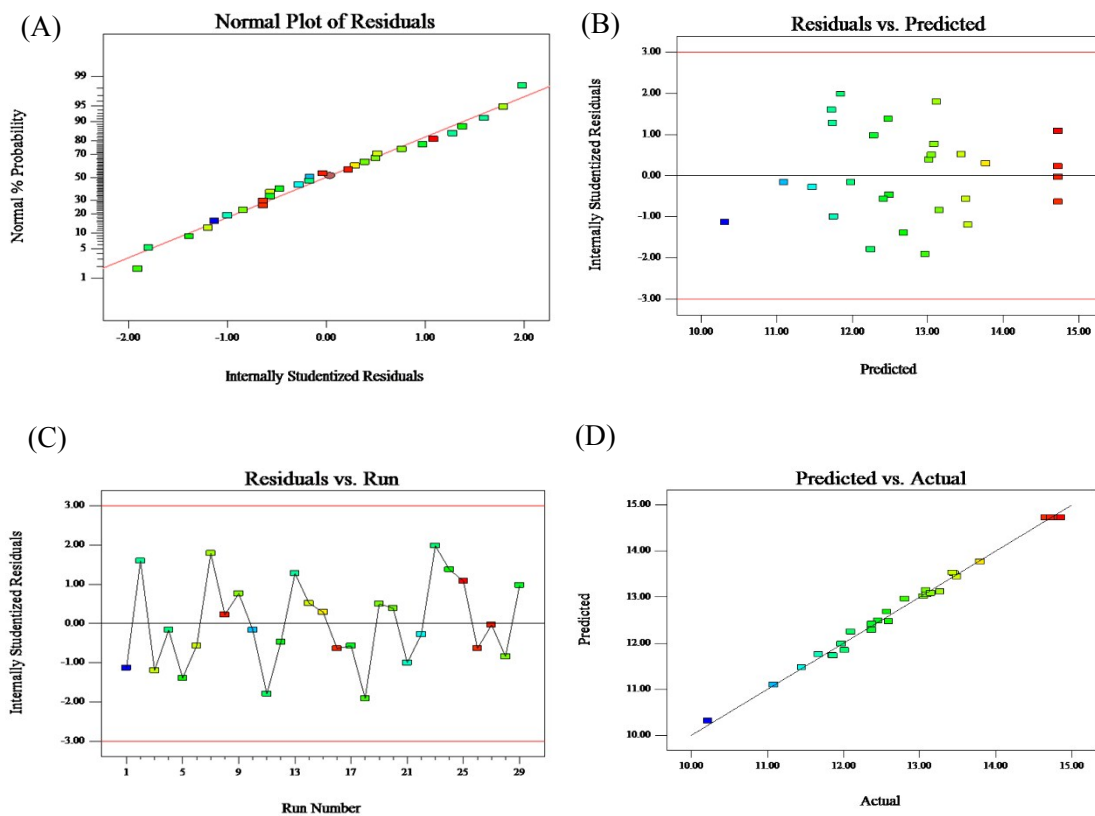 (A)
Normal Plot of Residuals
Normal % Probability
99
95
90
80
70
50
30
20
10
5
1
-2.00 -1.00 0.00 1.00 2.00
Internally Studentized Residuals
(B)
Residuals vs. Predicted
Internally Studentized Residuals
3.00
2.00
1.00
0.00
-1.00
-2.00
-3.00
10.00 11.00 12.00 13.00 14.00 15.00
Predicted
(C)
Residuals vs. Run
Internally Studentized Residuals
3.00
2.00
1.00
0.00
-1.00
-2.00
-3.00
1 5 9 13 17 21 25 29
Run Number
(D)
Predicted vs. Actual
Predicted
15.00
14.00
13.00
12.00
11.00
10.00
10.00 11.00 12.00 13.00 14.00 15.00
Actual